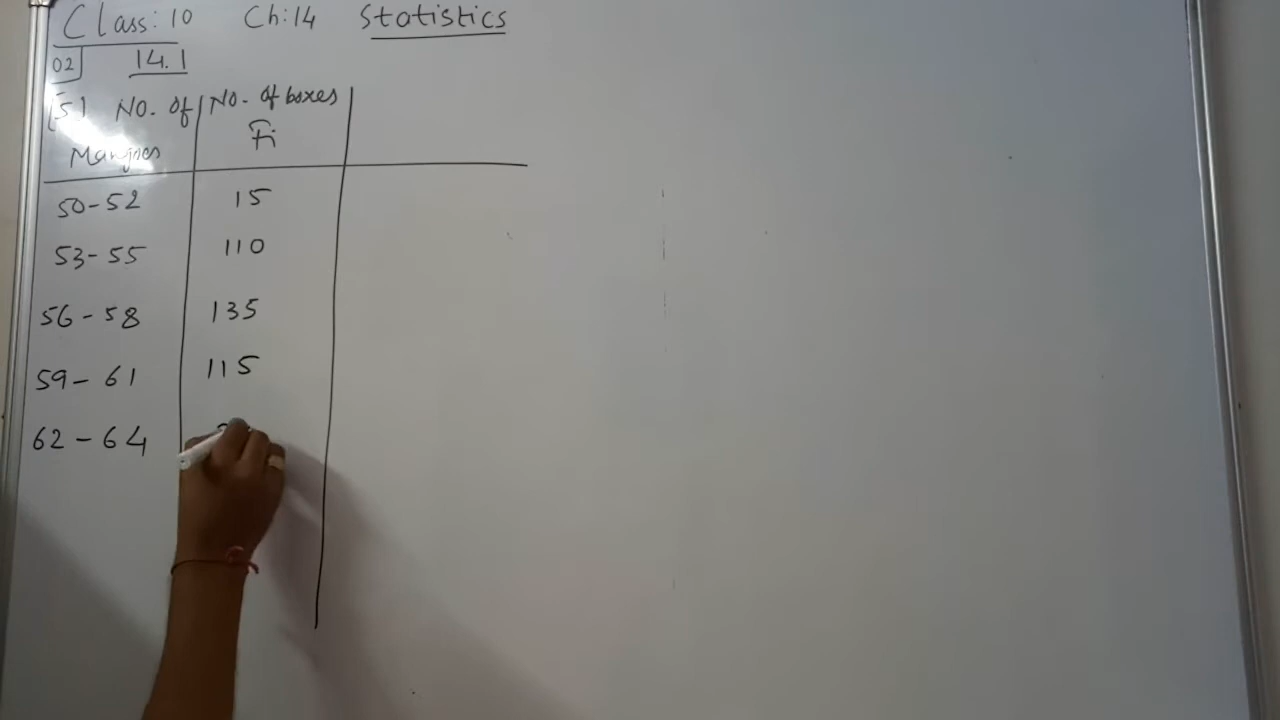 Class: 10 Ch: 14 Statistics
02 14.1
[5] No. of No. of boxes
Mangoes Fi
50-52 15
53-55 110
56-58 135
59-61 115
62-64